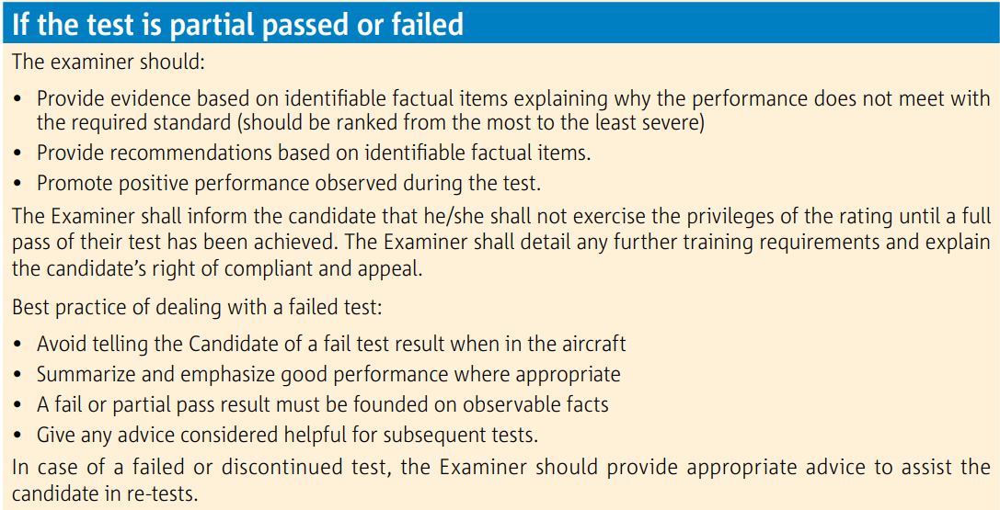 If the test is partial passed or failed
The examiner should:
• Provide evidence based on identifiable factual items explaining why the performance does not meet with
the required standard (should be ranked from the most to the least severe)
• Provide recommendations based on identifiable factual items.
• Promote positive performance observed during the test.
The Examiner shall inform the candidate that he/she shall not exercise the privileges of the rating until a full
pass of their test has been achieved. The Examiner shall detail any further training requirements and explain
the candidate’s right of compliant and appeal.
Best practice of dealing with a failed test:
• Avoid telling the Candidate of a fail test result when in the aircraft
• Summarize and emphasize good performance where appropriate
• A fail or partial pass result must be founded on observable facts
• Give any advice considered helpful for subsequent tests.
In case of a failed or discontinued test, the Examiner should provide appropriate advice to assist the
candidate in re-tests.